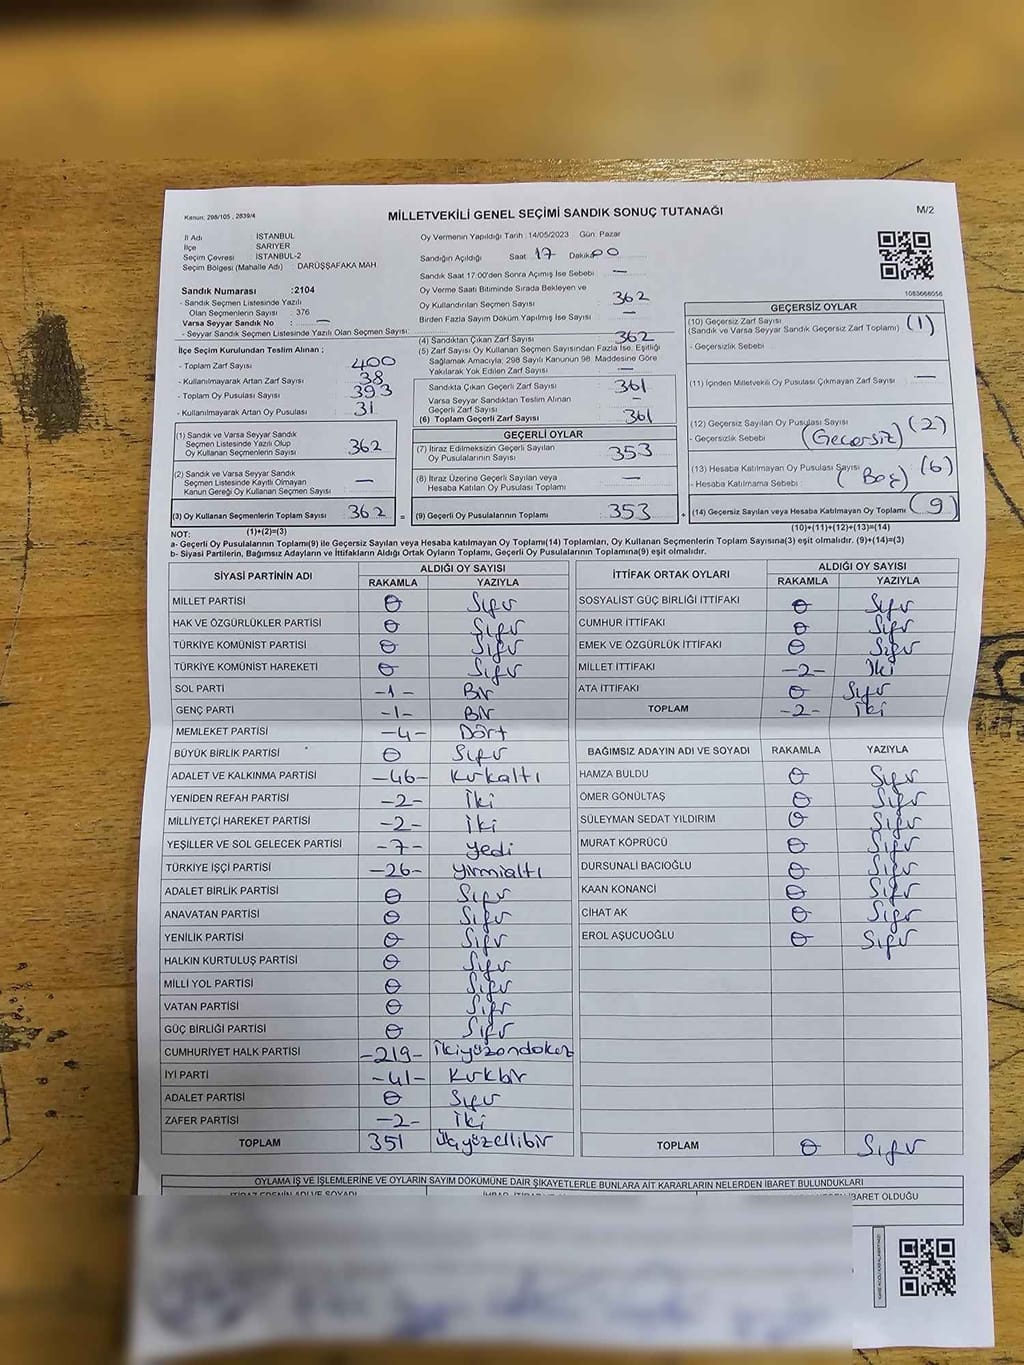 Kanun, 298/105 , 2839/4
MİLLETVEKİLİ GENEL SEÇİMİ SANDIK SONUÇ TUTANAĞI
M/2
İl Adı İSTANBUL
İlçe SARIYER
Seçim Çevresi İSTANBUL-2
Seçim Bölgesi (Mahalle Adı) DARÜŞŞAFAKA MAH.
Sandık Numarası :2104
- Sandık Seçmen Listesinde Yazılı
Olan Seçmenlerin Sayısı : 376
Varsa Seyyar Sandık No : —
- Seyyar Sandık Seçmen Listesinde Yazılı Olan Seçmen Sayısı:
Oy Vermenin Yapıldığı Tarih :14/05/2023 Gün: Pazar
Sandığın Açıldığı Saat 17 Dakika 00
Sandık Saat 17:00'den Sonra Açılmış İse Sebebi : —
Oy Verme Saati Bitiminde Sırada Bekleyen ve
Oy Kullandırılan Seçmen Sayısı : 362
Birden Fazla Sayım Döküm Yapılmış İse Sayısı : —
(4) Sandıktan Çıkan Zarf Sayısı : 362
(5) Zarf Sayısı Oy Kullanan Seçmen Sayısından Fazla İse, Eşitliği
Sağlamak Amacıyla; 298 Sayılı Kanunun 98. Maddesine Göre
Yakılarak Yok Edilen Zarf Sayısı : —
1083668056
İlçe Seçim Kurulundan Teslim Alınan ;
- Toplam Zarf Sayısı : 400
- Kullanılmayarak Artan Zarf Sayısı : 38
- Toplam Oy Pusulası Sayısı : 393
- Kullanılmayarak Artan Oy Pusulası : 31
Sandıkta Çıkan Geçerli Zarf Sayısı : 361
Varsa Seyyar Sandıktan Teslim Alınan
Geçerli Zarf Sayısı : —
(6) Toplam Geçerli Zarf Sayısı : 361
(1) Sandık ve Varsa Seyyar Sandık
Seçmen Listesinde Yazılı Olup
Oy Kullanan Seçmenlerin Sayısı : 362
(2) Sandık ve Varsa Seyyar Sandık
Seçmen Listesinde Kayıtlı Olmayan
Kanun Gereği Oy Kullanan Seçmen Sayısı : —
(3) Oy Kullanan Seçmenlerin Toplam Sayısı : 362 =
GEÇERLİ OYLAR
(7) İtiraz Edilmeksizin Geçerli Sayılan
Oy Pusulalarının Sayısı : 353
(8) İtiraz Üzerine Geçerli Sayılan veya
Hesaba Katılan Oy Pusulası Toplamı : —
(9) Geçerli Oy Pusulalarının Toplamı : 353 +
GEÇERSİZ OYLAR
(10) Geçersiz Zarf Sayısı
(Sandık ve Varsa Seyyar Sandık Geçersiz Zarf Toplamı) : (1)
- Geçersizlik Sebebi :
(11) İçinden Milletvekili Oy Pusulası Çıkmayan Zarf Sayısı : —
(12) Geçersiz Sayılan Oy Pusulası Sayısı : (2)
- Geçersizlik Sebebi : (Geçersiz)
(13) Hesaba Katılmayan Oy Pusulası Sayısı : (6)
- Hesaba Katılmama Sebebi : (Boş)
(14) Geçersiz Sayılan veya Hesaba Katılmayan Oy Toplamı : (9)
NOT: (1)+(2)=(3)
(10)+(11)+(12)+(13)=(14)
a- Geçerli Oy Pusulalarının Toplamı(9) ile Geçersiz Sayılan veya Hesaba katılmayan Oy Toplamı(14) Toplamları, Oy Kullanan Seçmenlerin Toplam Sayısına(3) eşit olmalıdır. (9)+(14)=(3)
b- Siyasi Partilerin, Bağımsız Adayların ve İttifakların Aldığı Ortak Oyların Toplamı, Geçerli Oy Pusulalarının Toplamına(9) eşit olmalıdır.
SİYASİ PARTİNİN ADI ALDIĞI OY SAYISI
RAKAMLA YAZIYLA
MİLLET PARTİSİ 0 Sıfır
HAK VE ÖZGÜRLÜKLER PARTİSİ 0 Sıfır
TÜRKİYE KOMÜNİST PARTİSİ 0 Sıfır
TÜRKİYE KOMÜNİST HAREKETİ 0 Sıfır
SOL PARTİ -1- Bir
GENÇ PARTİ -1- Bir
MEMLEKET PARTİSİ -4- Dört
BÜYÜK BİRLİK PARTİSİ 0 Sıfır
ADALET VE KALKINMA PARTİSİ -46- Kırkaltı
YENİDEN REFAH PARTİSİ -2- İki
MİLLİYETÇİ HAREKET PARTİSİ -2- İki
YEŞİLLER VE SOL GELECEK PARTİSİ -7- Yedi
TÜRKİYE İŞÇİ PARTİSİ -26- Yirmialtı
ADALET BİRLİK PARTİSİ 0 Sıfır
ANAVATAN PARTİSİ 0 Sıfır
YENİLİK PARTİSİ 0 Sıfır
HALKIN KURTULUŞ PARTİSİ 0 Sıfır
MİLLİ YOL PARTİSİ 0 Sıfır
VATAN PARTİSİ 0 Sıfır
GÜÇ BİRLİĞİ PARTİSİ 0 Sıfır
CUMHURİYET HALK PARTİSİ -219- İkiyüzondokuz
İYİ PARTİ -41- Kırkbir
ADALET PARTİSİ 0 Sıfır
ZAFER PARTİSİ -2- İki
TOPLAM 351 Üçyüzellibir
İTTİFAK ORTAK OYLARI ALDIĞI OY SAYISI
RAKAMLA YAZIYLA
SOSYALİST GÜÇ BİRLİĞİ İTTİFAKI 0 Sıfır
CUMHUR İTTİFAKI 0 Sıfır
EMEK VE ÖZGÜRLÜK İTTİFAKI 0 Sıfır
MİLLET İTTİFAKI -2- İki
ATA İTTİFAKI 0 Sıfır
TOPLAM -2- İki
BAĞIMSIZ ADAYIN ADI VE SOYADI RAKAMLA YAZIYLA
HAMZA BULDU 0 Sıfır
ÖMER GÖNÜLTAŞ 0 Sıfır
SÜLEYMAN SEDAT YILDIRIM 0 Sıfır
MURAT KÖPRÜCÜ 0 Sıfır
DURSUNALİ BACIOĞLU 0 Sıfır
KAAN KONANCİ 0 Sıfır
CİHAT AK 0 Sıfır
EROL AŞUCUOĞLU 0 Sıfır
TOPLAM 0 Sıfır
OYLAMA İŞ VE İŞLEMLERİNE VE OYLARIN SAYIM DÖKÜMÜNE DAİR ŞİKAYETLERLE BUNLARA AİT KARARLARIN NELERDEN İBARET BULUNDUKLARI
İTİRAZ EDENİN ADI VE SOYADI
İBARET OLDUĞU